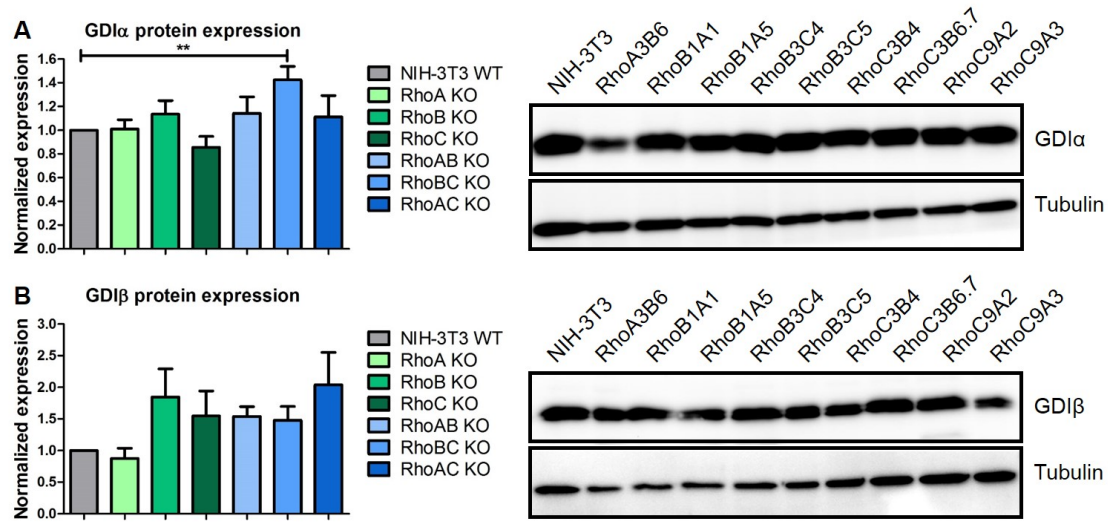 A
GDIα protein expression
**
Normalized expression
1.6
1.4
1.2
1.0
0.8
0.6
0.4
0.2
0.0
NIH-3T3 WT
RhoA KO
RhoB KO
RhoC KO
RhoAB KO
RhoBC KO
RhoAC KO
NIH-3T3
RhoA3B6
RhoB1A1
RhoB1A5
RhoB3C4
RhoB3C5
RhoC3B4
RhoC3B6.7
RhoC9A2
RhoC9A3
GDIα
Tubulin
B
GDIβ protein expression
Normalized expression
3.0
2.5
2.0
1.5
1.0
0.5
0.0
NIH-3T3 WT
RhoA KO
RhoB KO
RhoC KO
RhoAB KO
RhoBC KO
RhoAC KO
NIH-3T3
RhoA3B6
RhoB1A1
RhoB1A5
RhoB3C4
RhoB3C5
RhoC3B4
RhoC3B6.7
RhoC9A2
RhoC9A3
GDIβ
Tubulin